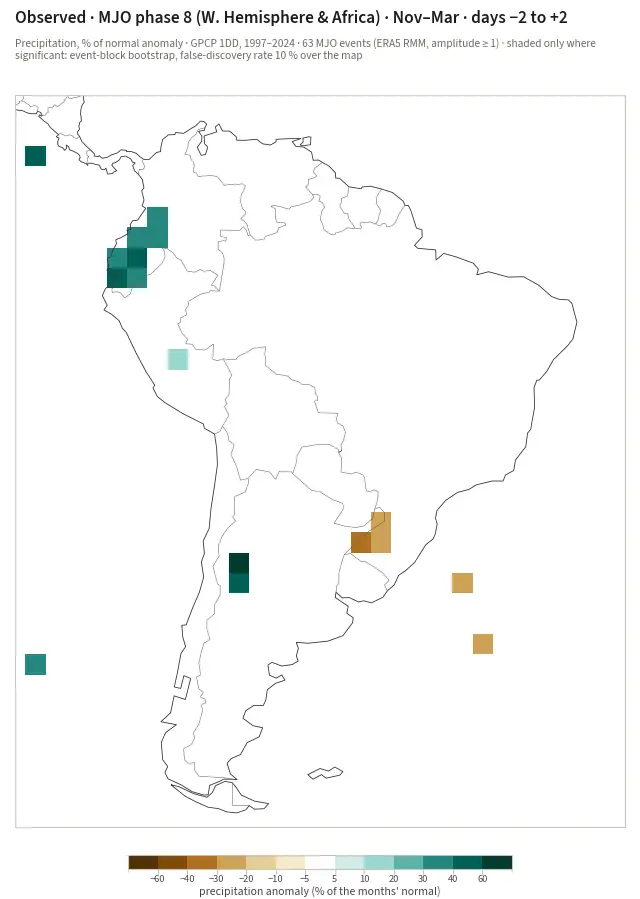 Observed · MJO phase 8 (W. Hemisphere & Africa) · Nov–Mar · days −2 to +2
Precipitation, % of normal anomaly · GPCP 1DD, 1997–2024 · 63 MJO events (ERA5 RMM, amplitude ≥ 1) · shaded only where
significant: event-block bootstrap, false-discovery rate 10 % over the map
−60 −40 −30 −20 −10 −5 5 10 20 30 40 60
precipitation anomaly (% of the months' normal)